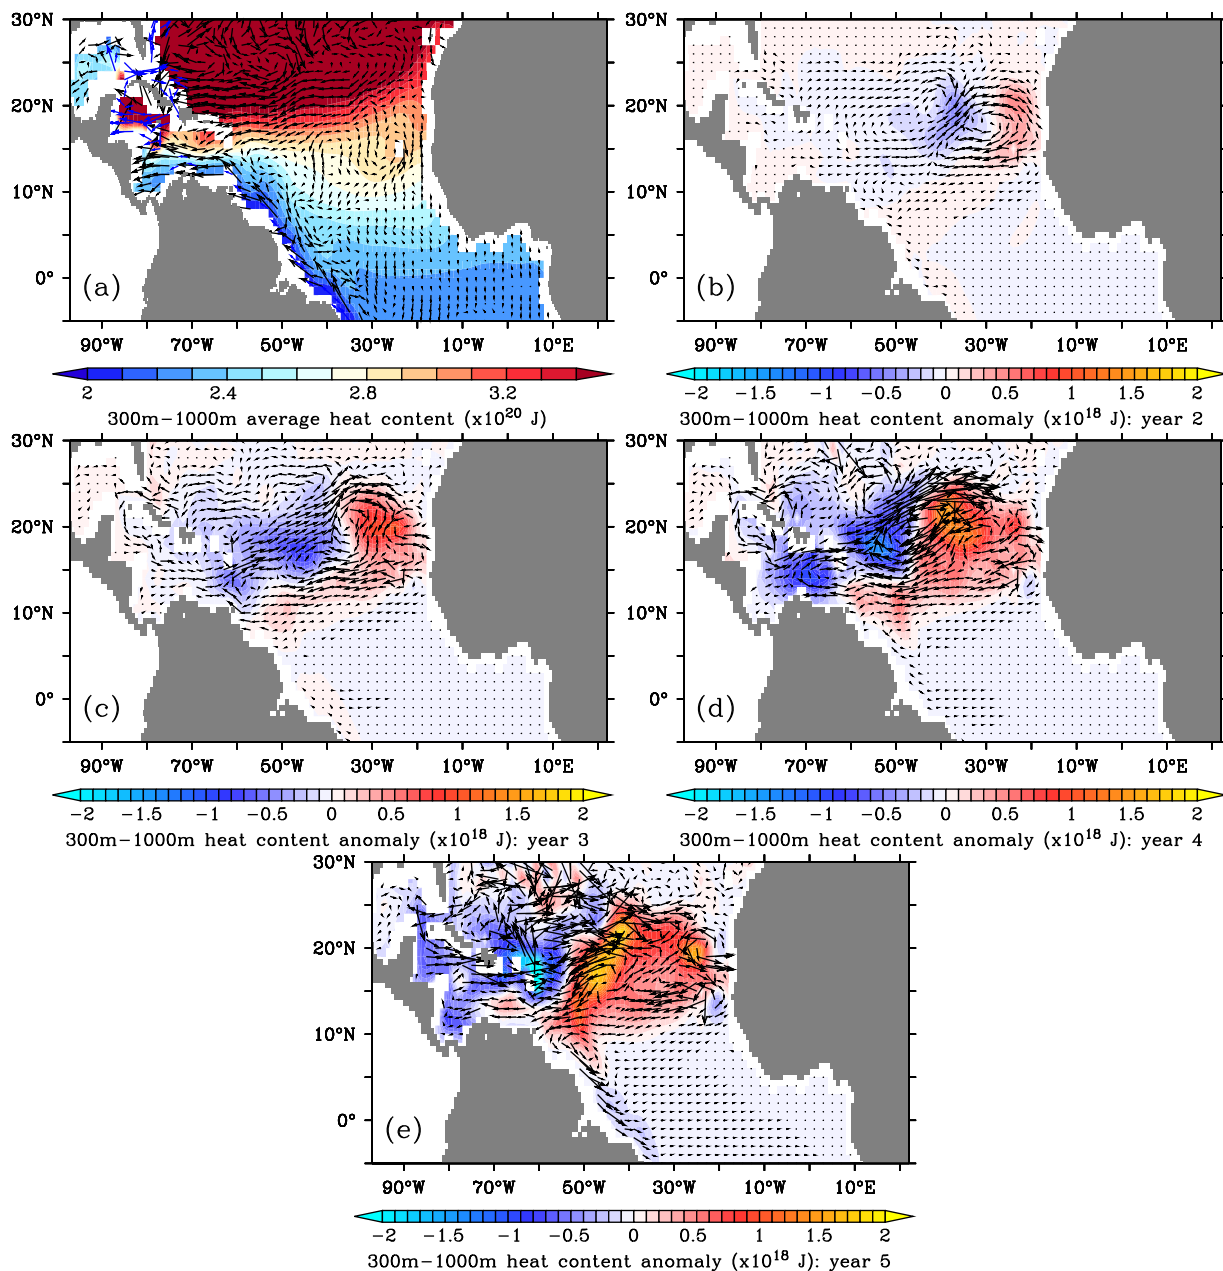 30°N 30°N
20°N 20°N
10°N 10°N
0° (a) 0° (b)
90°W 70°W 50°W 30°W 10°W 10°E 90°W 70°W 50°W 30°W 10°W 10°E
2 2.4 2.8 3.2 −2 −1.5 −1 −0.5 0 0.5 1 1.5 2
300m−1000m average heat content (x10²⁰ J) 300m−1000m heat content anomaly (x10¹⁸ J): year 2
30°N 30°N
20°N 20°N
10°N 10°N
0° (c) 0° (d)
90°W 70°W 50°W 30°W 10°W 10°E 90°W 70°W 50°W 30°W 10°W 10°E
−2 −1.5 −1 −0.5 0 0.5 1 1.5 2 −2 −1.5 −1 −0.5 0 0.5 1 1.5 2
300m−1000m heat content anomaly (x10¹⁸ J): year 3 300m−1000m heat content anomaly (x10¹⁸ J): year 4
30°N
20°N
10°N
0° (e)
90°W 70°W 50°W 30°W 10°W 10°E
−2 −1.5 −1 −0.5 0 0.5 1 1.5 2
300m−1000m heat content anomaly (x10¹⁸ J): year 5